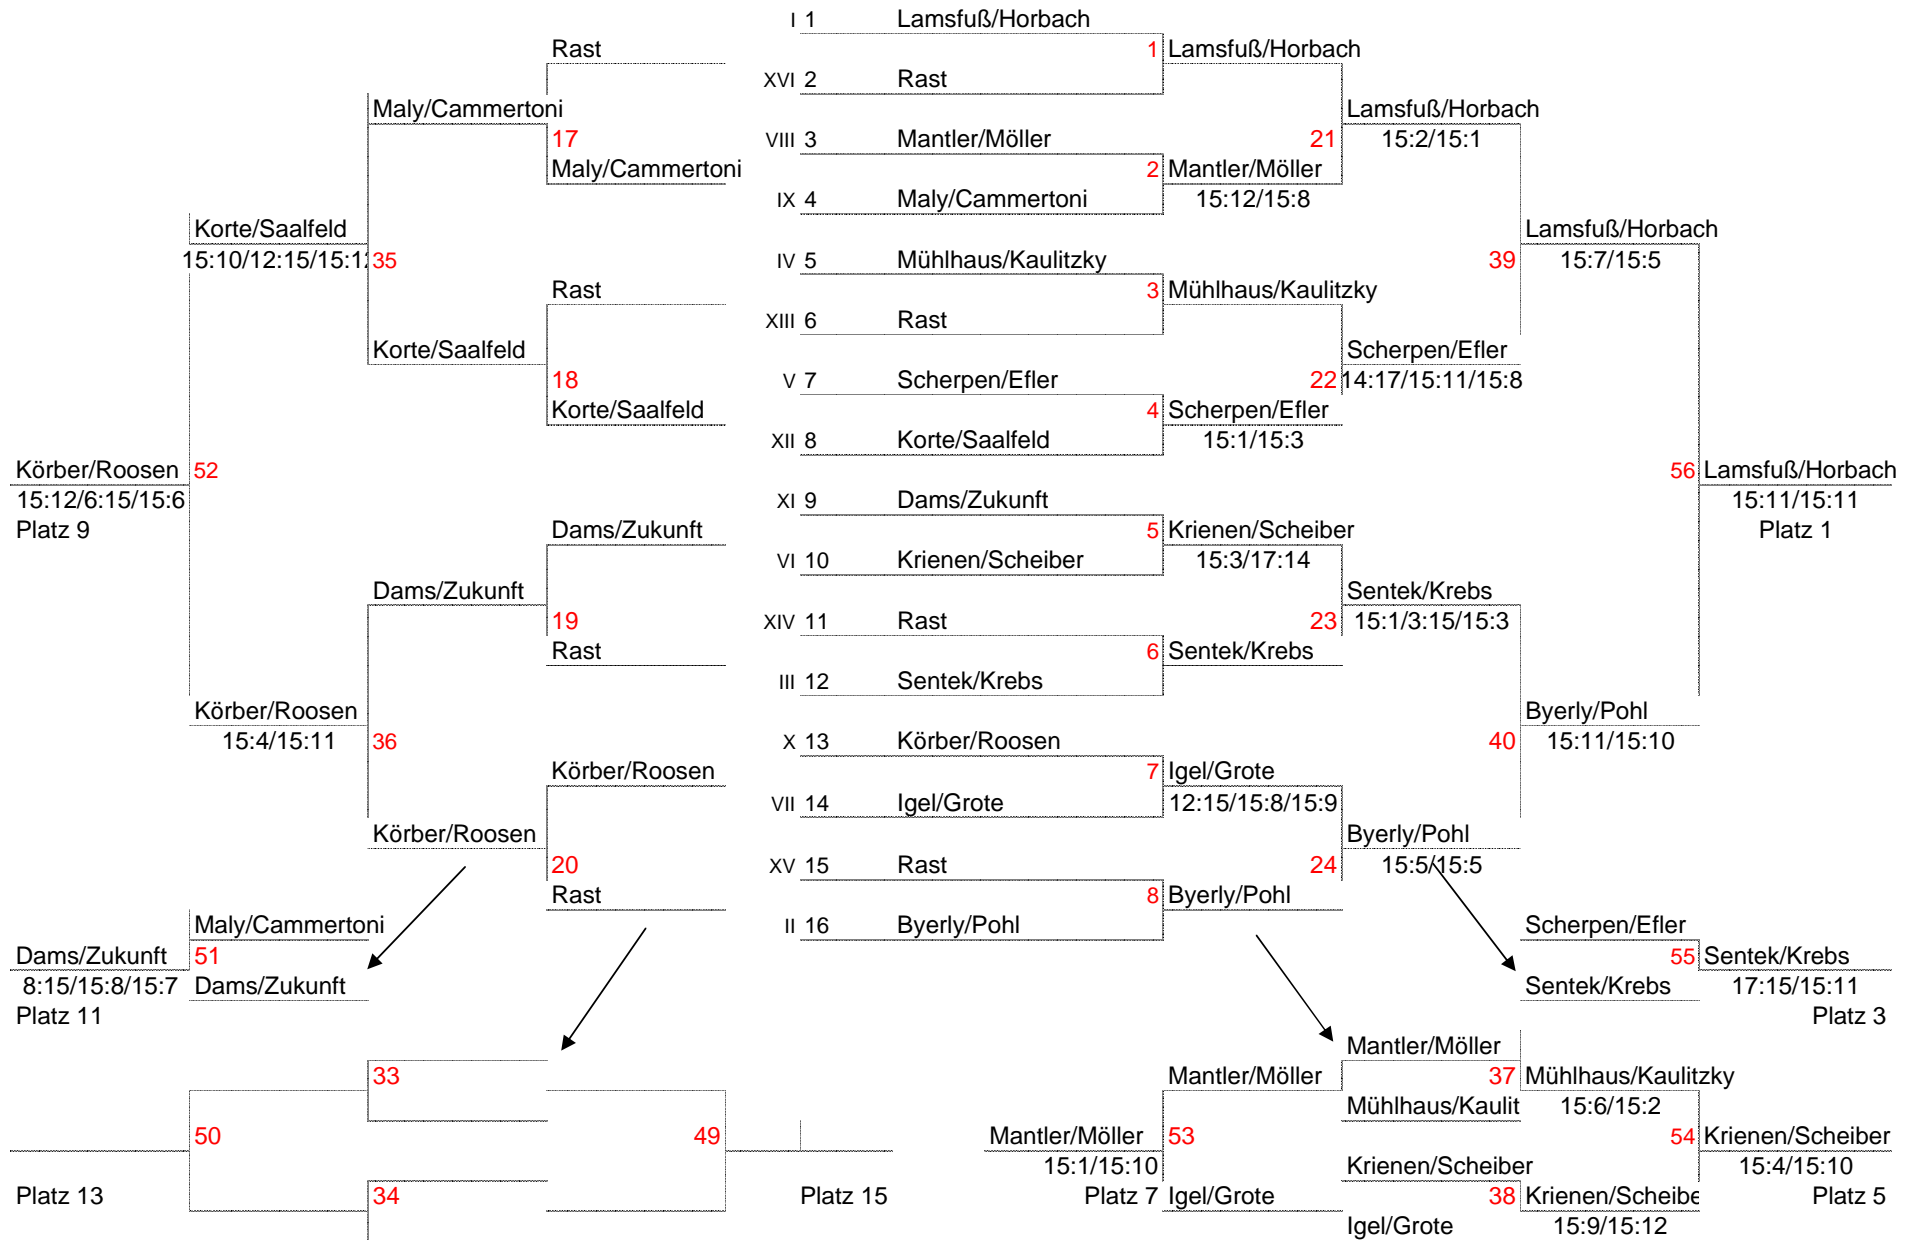 I 1 Lamsfuß/Horbach
Rast 1 Lamsfuß/Horbach
XVI 2 Rast
Maly/Cammertoni Lamsfuß/Horbach
17 VIII 3 Mantler/Möller 21 15:2/15:1
Maly/Cammertoni 2 Mantler/Möller
IX 4 Maly/Cammertoni 15:12/15:8
Korte/Saalfeld Lamsfuß/Horbach
15:10/12:15/15:1 35 IV 5 Mühlhaus/Kaulitzky 39 15:7/15:5
Rast 3 Mühlhaus/Kaulitzky
XIII 6 Rast
Korte/Saalfeld Scherpen/Efler
18 V 7 Scherpen/Efler 22 14:17/15:11/15:8
Korte/Saalfeld 4 Scherpen/Efler
XII 8 Korte/Saalfeld 15:1/15:3
Körber/Roosen 52 56 Lamsfuß/Horbach
15:12/6:15/15:6 XI 9 Dams/Zukunft 15:11/15:11
Platz 9 Dams/Zukunft 5 Krienen/Scheiber Platz 1
VI 10 Krienen/Scheiber 15:3/17:14
Dams/Zukunft Sentek/Krebs
19 XIV 11 Rast 23 15:1/3:15/15:3
Rast 6 Sentek/Krebs
III 12 Sentek/Krebs
Körber/Roosen Byerly/Pohl
15:4/15:11 36 X 13 Körber/Roosen 40 15:11/15:10
Körber/Roosen 7 Igel/Grote
VII 14 Igel/Grote 12:15/15:8/15:9
Körber/Roosen Byerly/Pohl
20 XV 15 Rast 24 15:5/15:5
Rast 8 Byerly/Pohl
Maly/Cammertoni II 16 Byerly/Pohl Scherpen/Efler
Dams/Zukunft 51 55 Sentek/Krebs
8:15/15:8/15:7 Dams/Zukunft Sentek/Krebs 17:15/15:11
Platz 11 Platz 3
Mantler/Möller
33 Mantler/Möller 37 Mühlhaus/Kaulitzky
Mühlhaus/Kaulit 15:6/15:2
50 49 Mantler/Möller 53 54 Krienen/Scheiber
15:1/15:10 Krienen/Scheiber 15:4/15:10
Platz 13 34 Platz 15 Platz 7 Igel/Grote 38 Krienen/Scheibe Platz 5
Igel/Grote 15:9/15:12